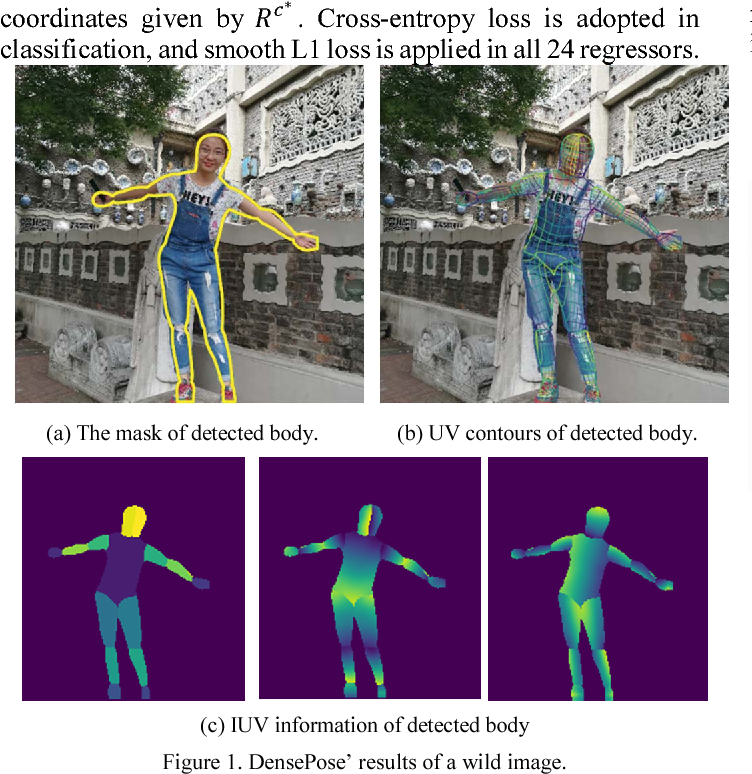 coordinates given by R^{c*}. Cross-entropy loss is adopted in
classification, and smooth L1 loss is applied in all 24 regressors.
HEY!
(a) The mask of detected body.
(b) UV contours of detected body.
(c) IUV information of detected body
Figure 1. DensePose’ results of a wild image.